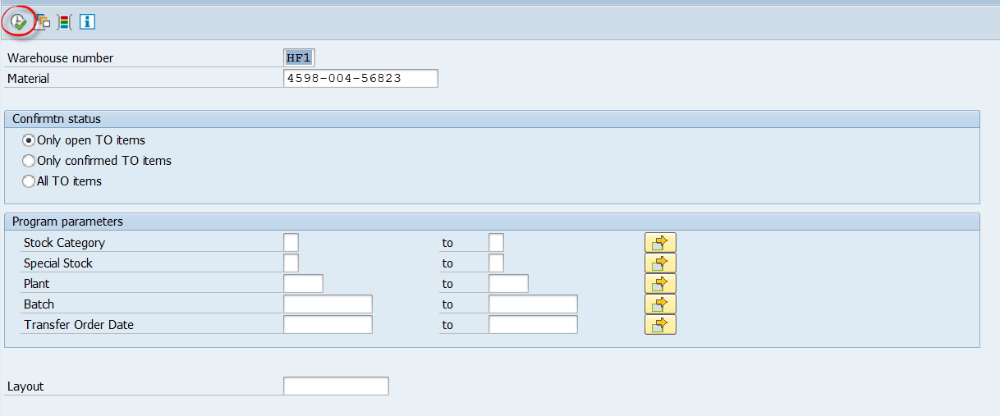 Warehouse number HF1
Material 4598-004-56823
Confirmtn status
Only open TO items
Only confirmed TO items
All TO items
Program parameters
Stock Category to
Special Stock to
Plant to
Batch to
Transfer Order Date to
Layout